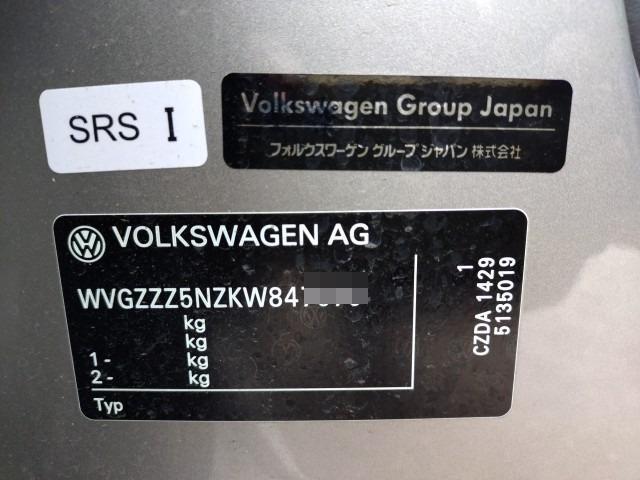 SRS I
Volkswagen Group Japan
フォルクスワーゲン グループ ジャパン 株式会社
VOLKSWAGEN AG
WVGZZZ5NZKW847
kg
kg
1- kg
2- kg
Typ
1
CZDA 1429
5135019